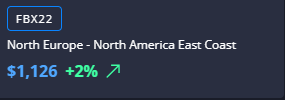 FBX22
North Europe - North America East Coast
$1,126 +2%